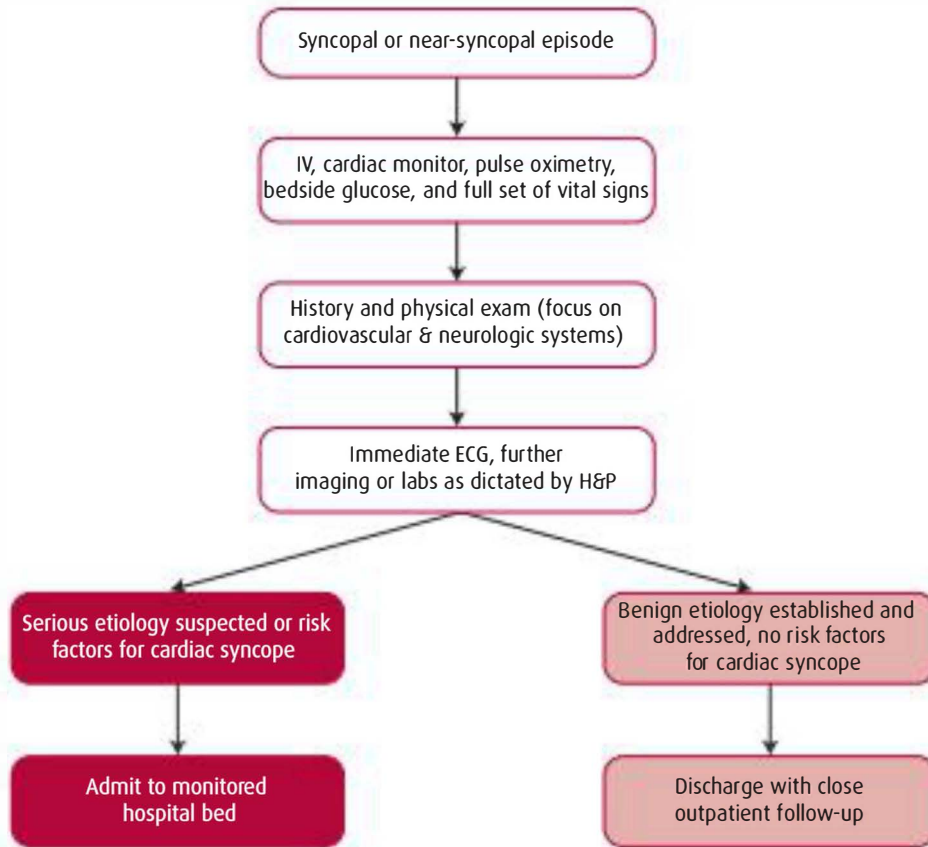 Syncopal or near-syncopal episode
IV, cardiac monitor, pulse oximetry,
bedside glucose, and full set of vital signs
History and physical exam (focus on
cardiovascular & neurologic systems)
Immediate ECG, further
imaging or labs as dictated by H&P
Serious etiology suspected or risk
factors for cardiac syncope
Benign etiology established and
addressed, no risk factors
for cardiac syncope
Admit to monitored
hospital bed
Discharge with close
outpatient follow-up